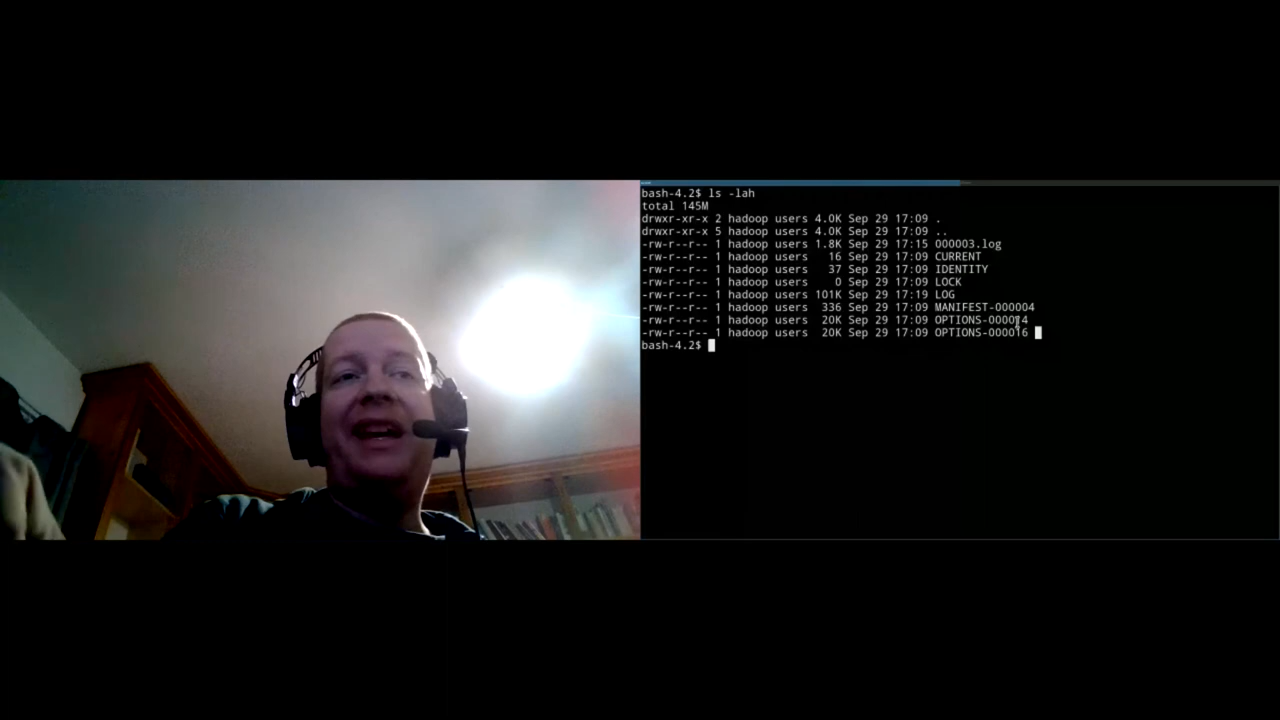 bash-4.2$ ls -lah
total 145M
drwxr-xr-x 2 hadoop users 4.0K Sep 29 17:09 .
drwxr-xr-x 5 hadoop users 4.0K Sep 29 17:09 ..
-rw-r--r-- 1 hadoop users 1.8K Sep 29 17:15 000003.log
-rw-r--r-- 1 hadoop users 16 Sep 29 17:09 CURRENT
-rw-r--r-- 1 hadoop users 37 Sep 29 17:09 IDENTITY
-rw-r--r-- 1 hadoop users 0 Sep 29 17:09 LOCK
-rw-r--r-- 1 hadoop users 101K Sep 29 17:19 LOG
-rw-r--r-- 1 hadoop users 336 Sep 29 17:09 MANIFEST-000004
-rw-r--r-- 1 hadoop users 20K Sep 29 17:09 OPTIONS-000014
-rw-r--r-- 1 hadoop users 20K Sep 29 17:09 OPTIONS-000016
bash-4.2$